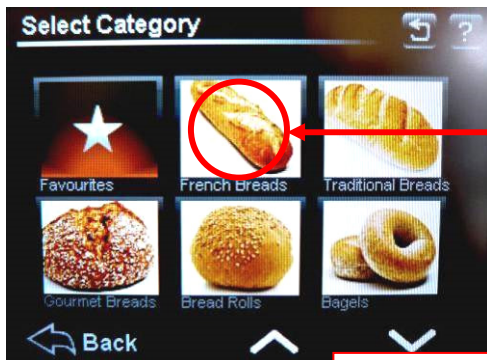 Select Category
?
Favourites French Breads Traditional Breads
Gourmet Breads Bread Rolls Bagels
Back